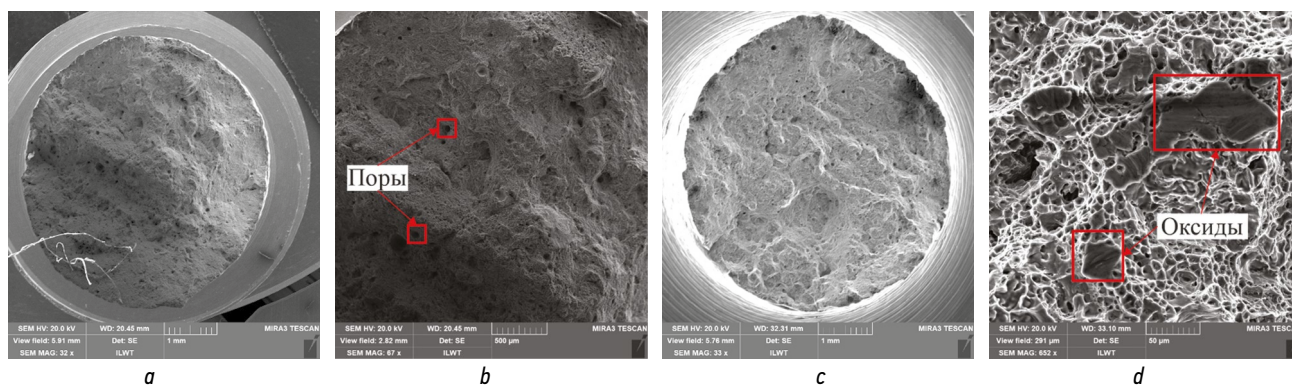 Поры
Оксиды
SEM HV: 20.0 kV WD: 20.45 mm MIRA3 TESCAN
View field: 5.91 mm Det: SE 1 mm
SEM MAG: 32 x ILWT
SEM HV: 20.0 kV WD: 20.45 mm MIRA3 TESCAN
View field: 2.82 mm Det: SE 500 µm
SEM MAG: 67 x ILWT
SEM HV: 20.0 kV WD: 32.31 mm MIRA3 TESCAN
View field: 5.76 mm Det: SE 1 mm
SEM MAG: 33 x ILWT
SEM HV: 20.0 kV WD: 33.10 mm MIRA3 TESCAN
View field: 291 µm Det: SE 50 µm
SEM MAG: 652 x ILWT
a b c d